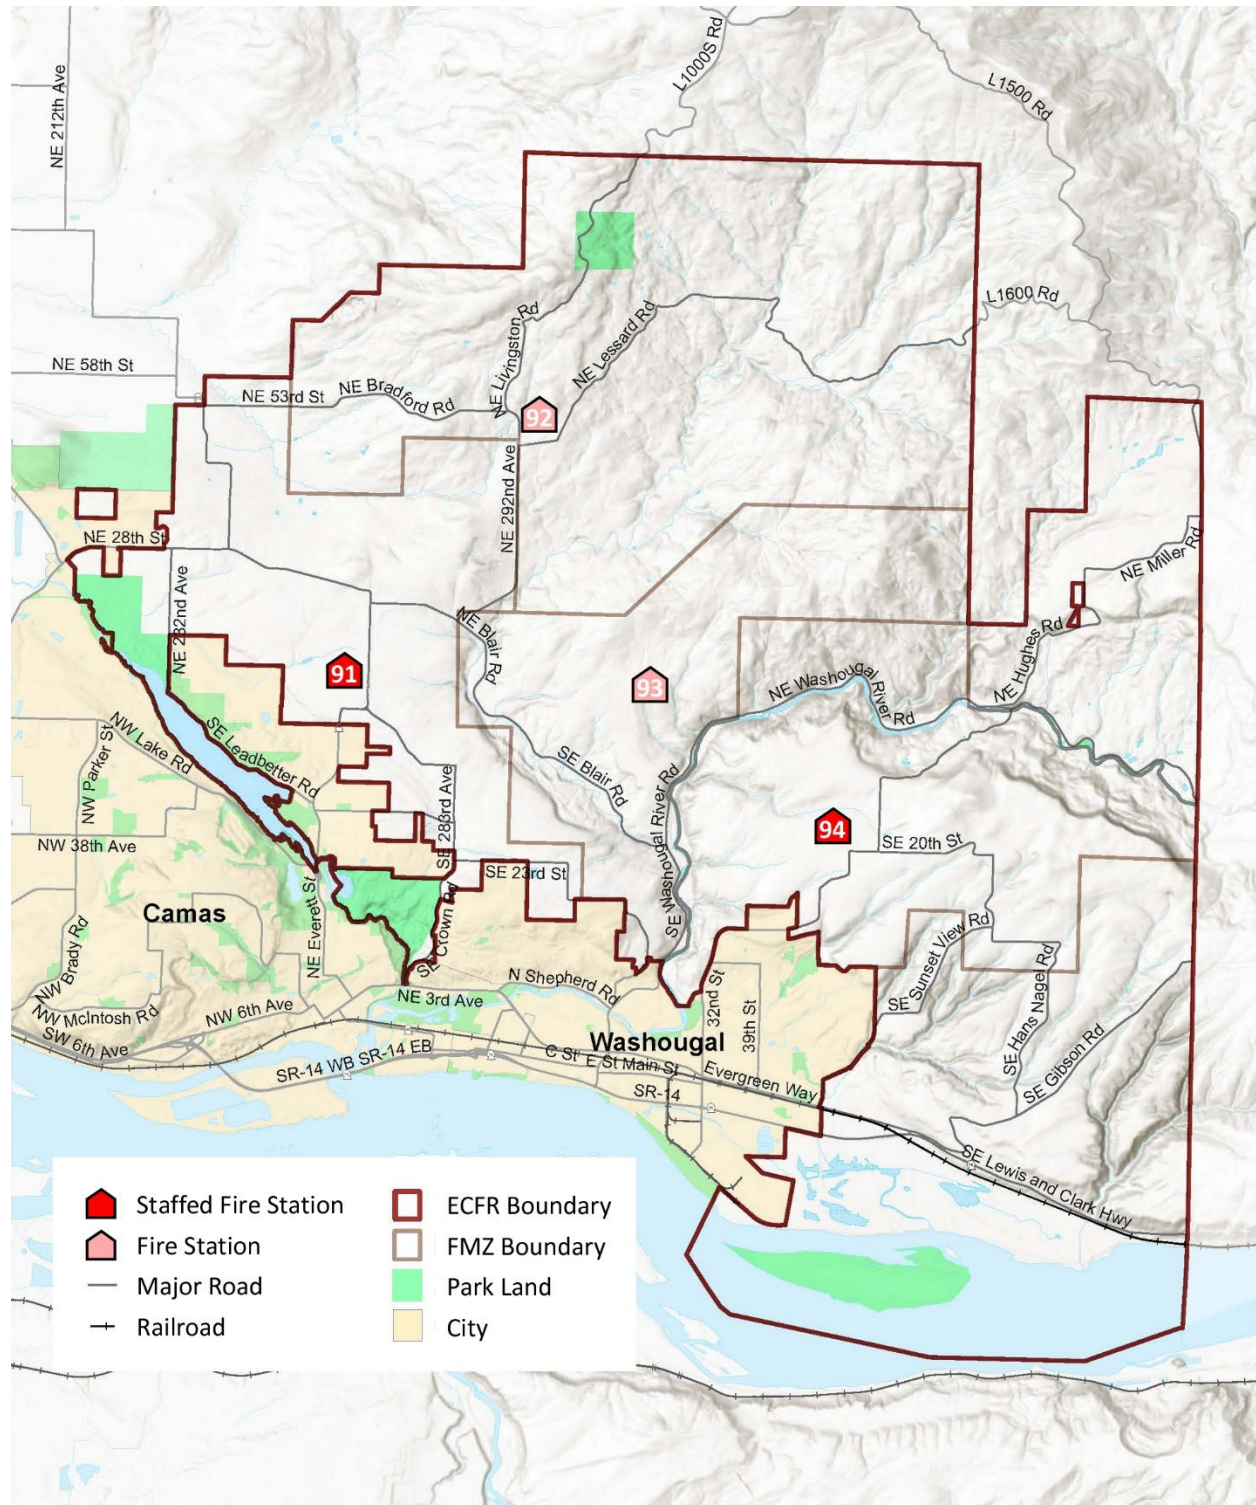 L1000S Rd
L1500 Rd
NE 212th Ave
L1600 Rd
NE Livingston Rd
NE Lessard Rd
NE 58th St
NE 53rd St
NE Bradford Rd
92
NE 292nd Ave
NE 28th St
NE Miller Rd
NE 232nd Ave
NE Blair Rd
NE Hughes Rd
91
93
NE Washougal River Rd
SE Leadbetter Rd
NW Lake Rd
NW Parker St
SE Blair Rd
SE Washougal River Rd
SE 283rd Ave
94
NW 38th Ave
SE 20th St
SE 23rd St
Camas
NE Everett St
SE Crown Rd
NW Brady Rd
SE Sunset View Rd
SE Hans Nagel Rd
N Shepherd Rd
32nd St
39th St
NE 3rd Ave
NW 6th Ave
NW McIntosh Rd
SW 6th Ave
Washougal
SE Gibson Rd
C St
E St
Main St
Evergreen Way
SR-14 WB
SR-14 EB
SR-14
SE Lewis and Clark Hwy
Staffed Fire Station
Fire Station
Major Road
Railroad
ECFR Boundary
FMZ Boundary
Park Land
City